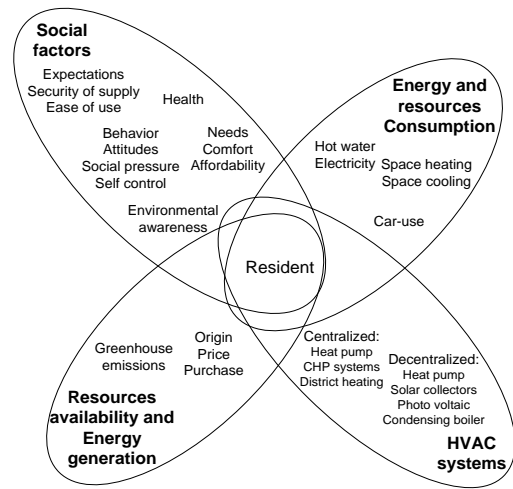 Social
factors
Expectations
Security of supply
Ease of use
Health
Behavior
Attitudes
Social pressure
Self control
Needs
Comfort
Affordability
Environmental
awareness
Energy and
resources
Consumption
Hot water
Electricity
Space heating
Space cooling
Car-use
Resident
Greenhouse
emissions
Origin
Price
Purchase
Resources
availability and
Energy
generation
Centralized:
Heat pump
CHP systems
District heating
Decentralized:
Heat pump
Solar collectors
Photo voltaic
Condensing boiler
HVAC
systems